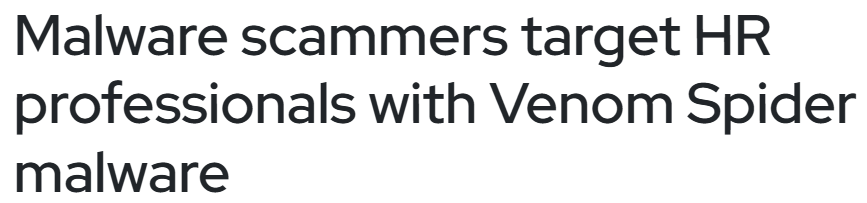 Malware scammers target HR
professionals with Venom Spider
malware